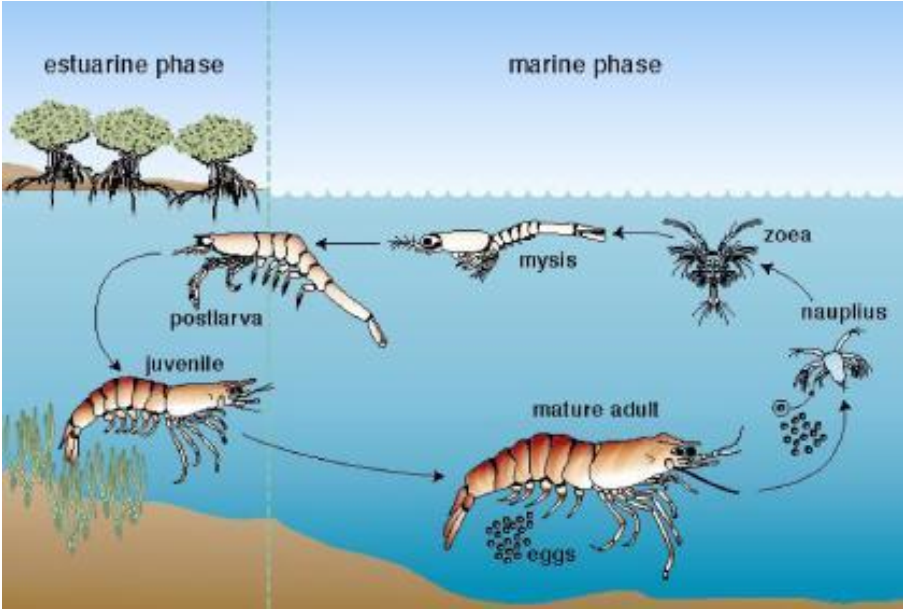 estuarine phase
marine phase
zoea
mysis
nauplius
postlarva
juvenile
mature adult
eggs